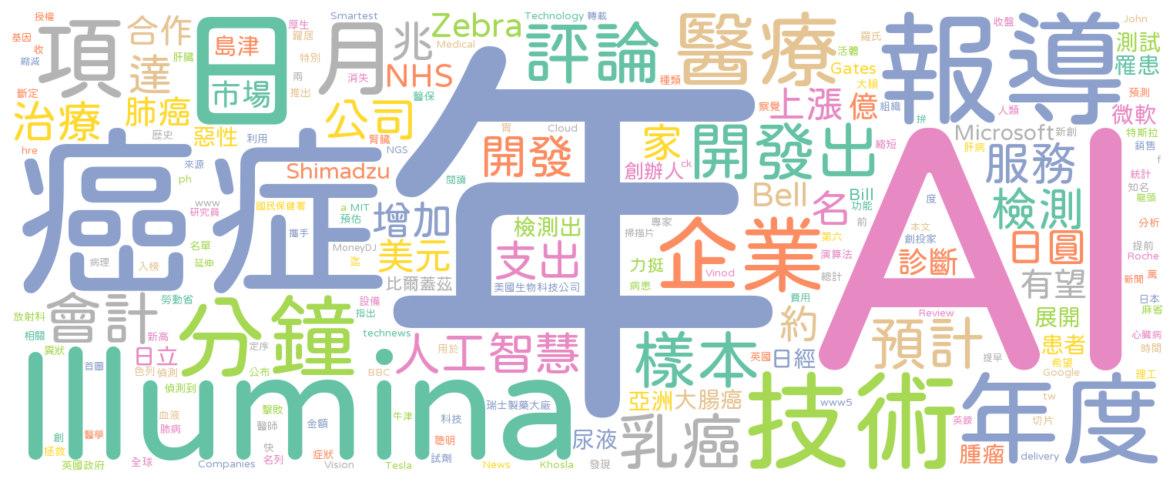 授權
基因
收
縮減
斷定
hre
項
肝臟
合作
達
日
島津
市場
厚生
罹居
特別
兩
推出
Smartest
月
消失
兆
醫保
NHS
Zebra
Medical
Technology
轉載
評論
種類
醫療
羅氏
活體
Gates
大腸
察覺
億
組織
上漲
收盤
John
報導
人類
拚
測試
罹患
預測
微軟
特斯拉
銷售
f
治療
肺癌
惡性
歷史
利用
公司
腎臟
NGS
胃
Cloud
閱讀
開發
家
創辦人
ck
開發出
縮短
Microsoft
新創
肝病
服務
統計
知名
龍頭
分析
癌症
來源
ph
www
研究員
國民保健署
名單
病理
入榜
延伸
Shimadzu
a
MIT
預估
攜手
增加
MoneyDJ
迄
美元
比爾蓋茲
年
檢測出
支出
美國生物科技公司
專家
掃描片
力挺
病患
企業
Vinod
Bell
Bill
功能
名
前
第六
演算法
總計
度
本文
創投家
診斷
檢測
日圓
有望
提前
Roche
新聞
萬
日本
麻省
AI
會計
勞動省
放射科
相關
異狀
新高
首圖
日立
色列
偵測
偵測到
分鐘
設備
指出
technews
定序
公布
用於
BBC
人工智慧
樣本
費用
約
英國
日經
Review
預計
提早
展開
患者
希望
Google
心臟病
時間
理工
tw
切片
Illumina
血液
肺病
創
拯救
醫學
英國政府
全球
醫師
擊敗
快
名列
Companies
症狀
金額
Vision
牛津
Tesla
科技
聰明
試劑
瑞士製藥大廠
News
Khosla
尿液
發現
亞洲
大腸癌
乳癌
www5
技術
英鎊
年度
腫瘤
delivery